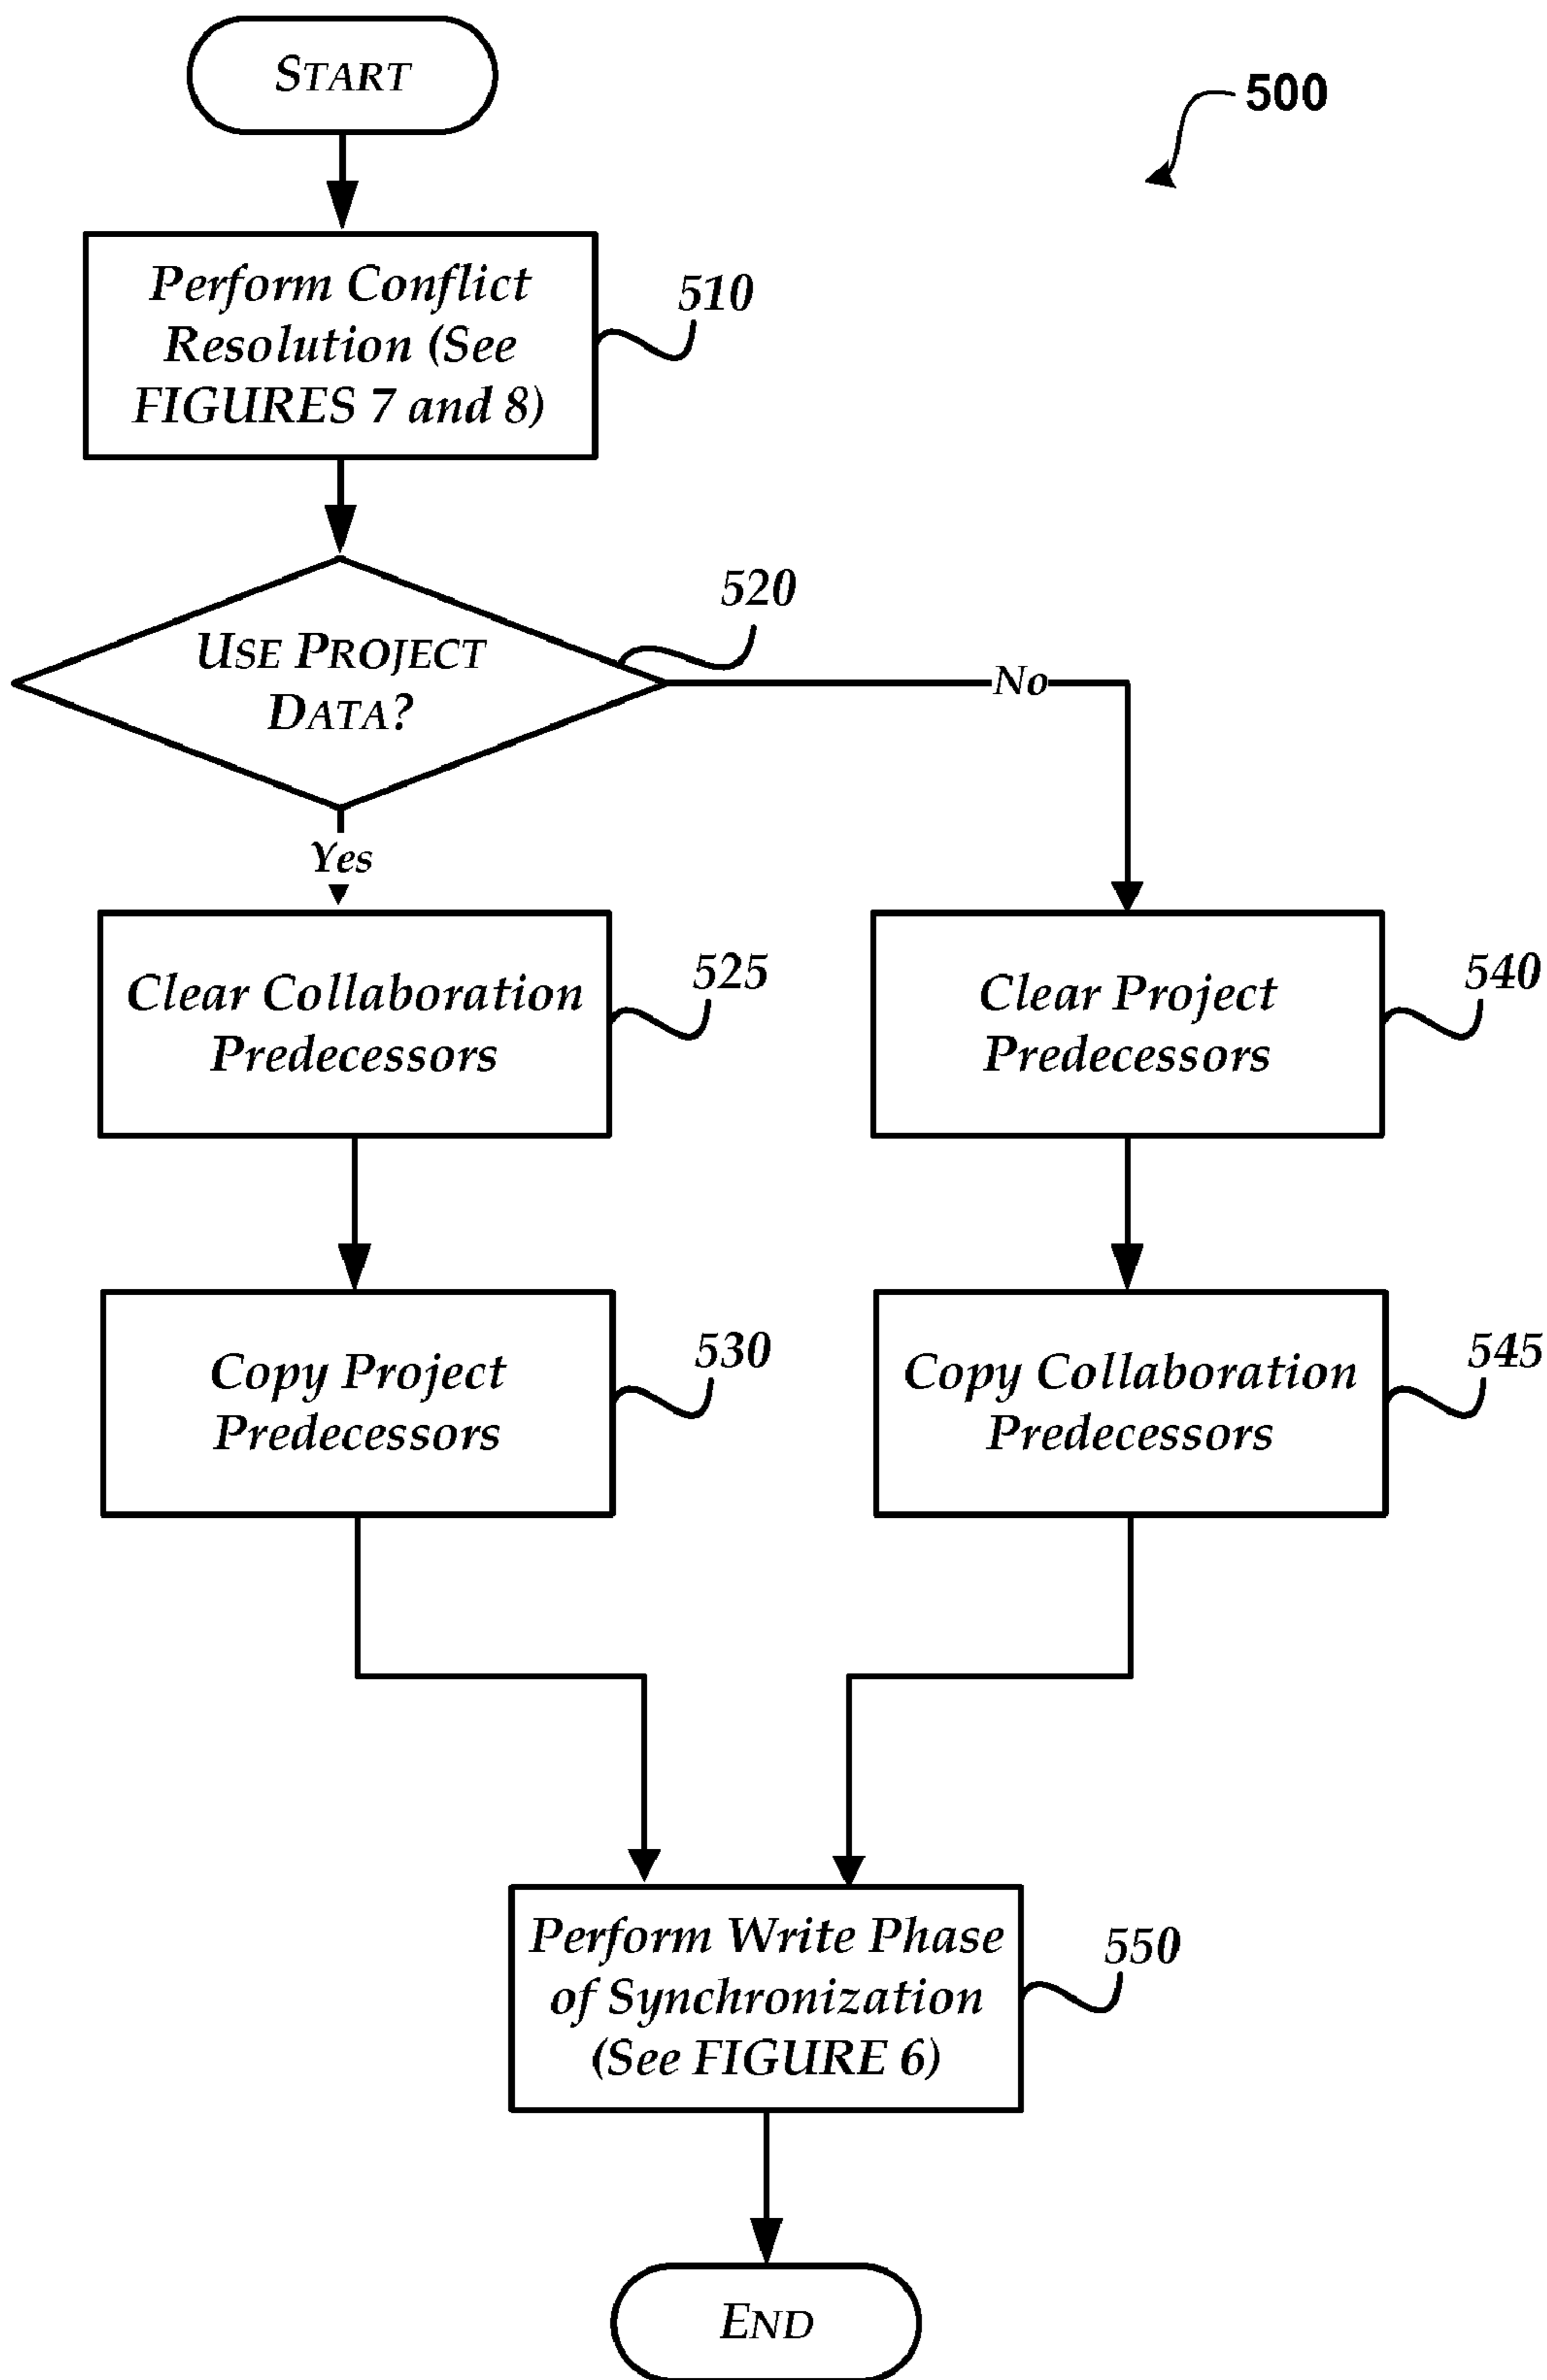 START
500
Perform Conflict
Resolution (See
FIGURES 7 and 8)
510
USE PROJECT
DATA?
520
No
Yes
Clear Collaboration
Predecessors
525
Clear Project
Predecessors
540
Copy Project
Predecessors
530
Copy Collaboration
Predecessors
545
Perform Write Phase
of Synchronization
(See FIGURE 6)
550
END